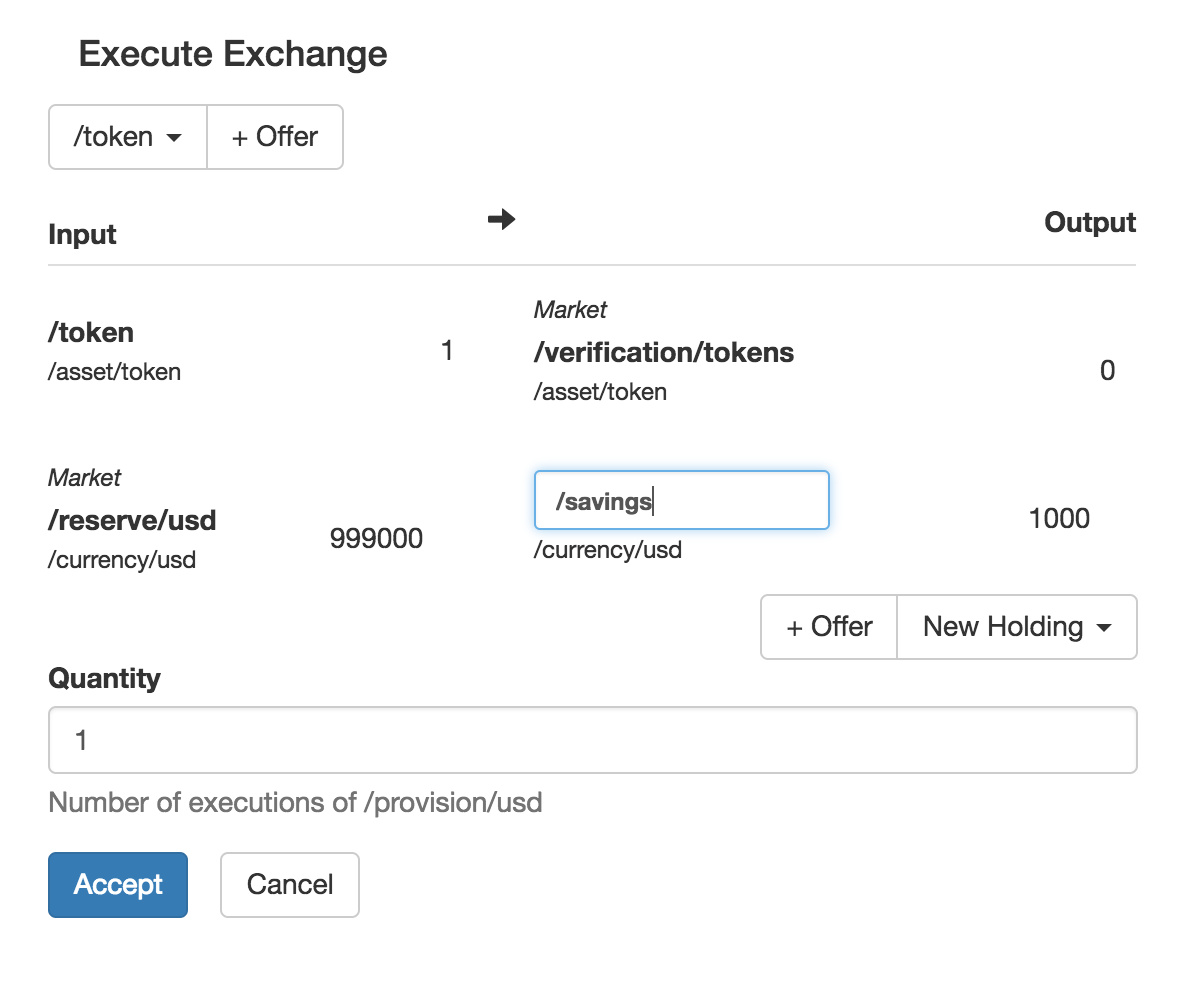 Execute Exchange
/token
+ Offer
Input
Output
/token
/asset/token
1
Market
/verification/tokens
/asset/token
0
Market
/reserve/usd
/currency/usd
999000
/savings
/currency/usd
1000
+ Offer
New Holding
Quantity
1
Number of executions of /provision/usd
Accept
Cancel